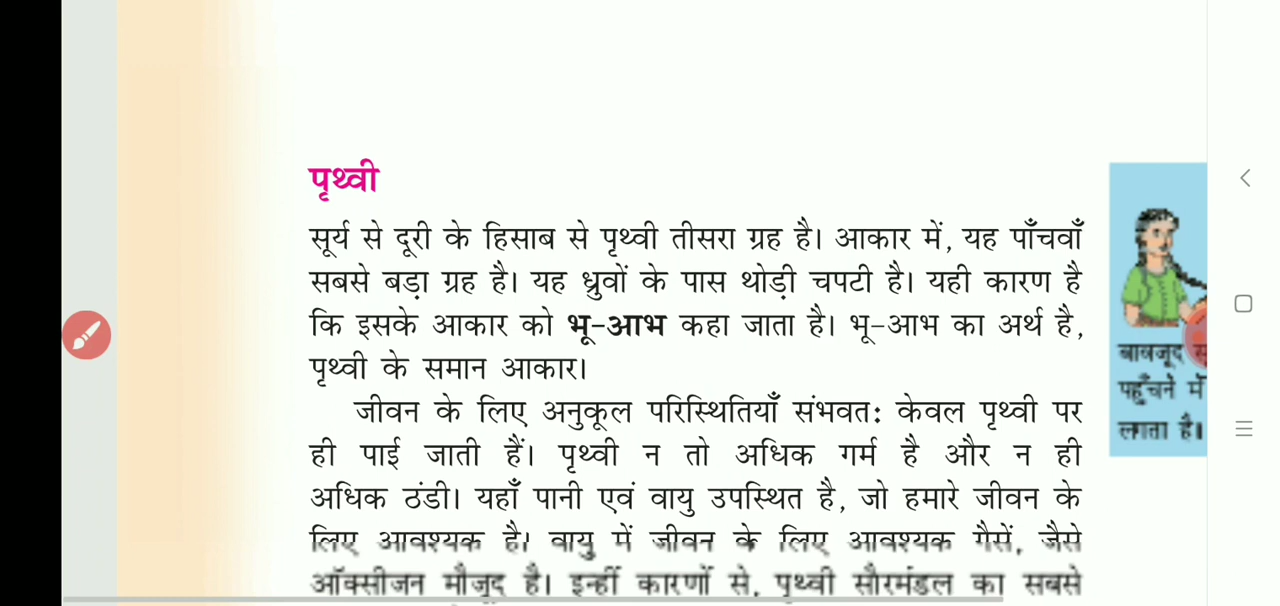 पृथ्वी
सूर्य से दूरी के हिसाब से पृथ्वी तीसरा ग्रह है। आकार में, यह पाँचवाँ
सबसे बड़ा ग्रह है। यह ध्रुवों के पास थोड़ी चपटी है। यही कारण है
कि इसके आकार को भू-आभ कहा जाता है। भू-आभ का अर्थ है,
पृथ्वी के समान आकार।
जीवन के लिए अनुकूल परिस्थितियाँ संभवत: केवल पृथ्वी पर
ही पाई जाती हैं। पृथ्वी न तो अधिक गर्म है और न ही
अधिक ठंडी। यहाँ पानी एवं वायु उपस्थित है, जो हमारे जीवन के
लिए आवश्यक है। वायु में जीवन के लिए आवश्यक गैसें, जैसे
ऑक्सीजन मौजूद है। इन्हीं कारणों से, पृथ्वी सौरमंडल का सबसे
बावजूद
पहुँचने में
लगता है।